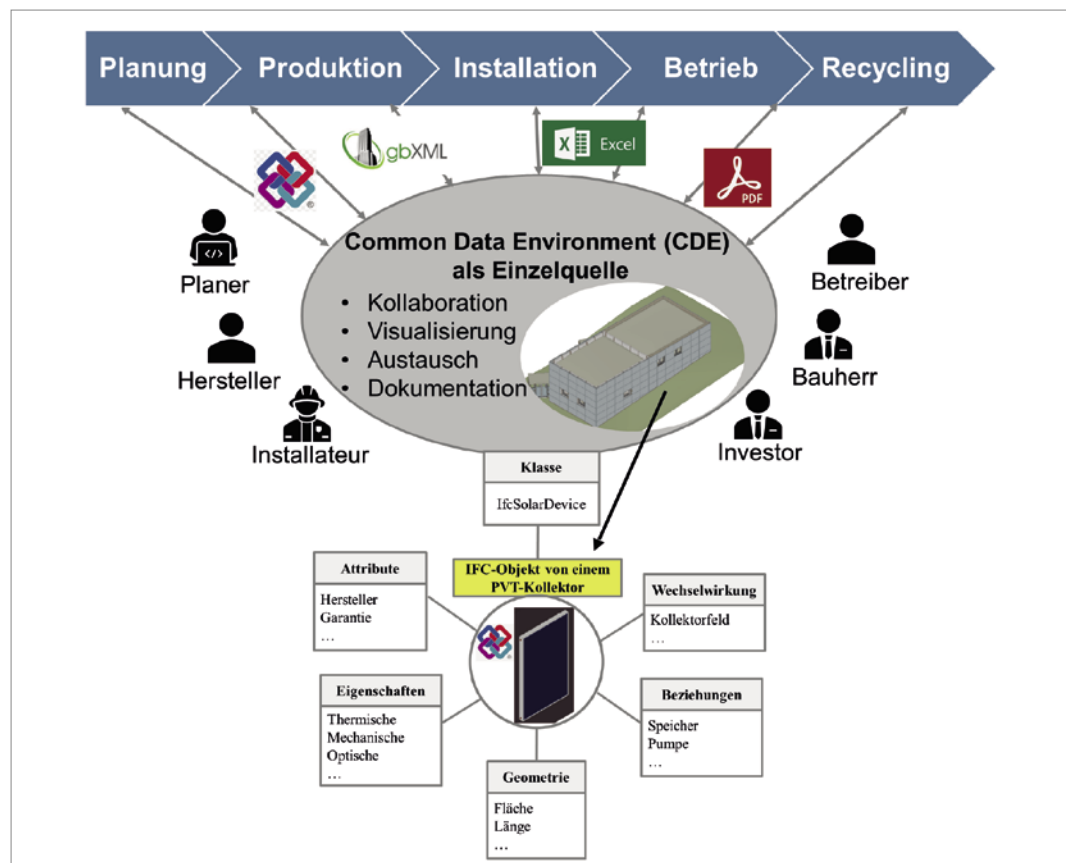 Planung
Produktion
Installation
Betrieb
Recycling
gbXML
Excel
PDF
®
</>
Planer
Hersteller
Installateur
Common Data Environment (CDE)
als Einzelquelle
• Kollaboration
• Visualisierung
• Austausch
• Dokumentation
Betreiber
Bauherr
Investor
Klasse
IfcSolarDevice
IFC-Objekt von einem
PVT-Kollektor
Attribute
Hersteller
Garantie
…
Wechselwirkung
Kollektorfeld
…
Eigenschaften
Thermische
Mechanische
Optische
…
Beziehungen
Speicher
Pumpe
…
Geometrie
Fläche
Länge
…